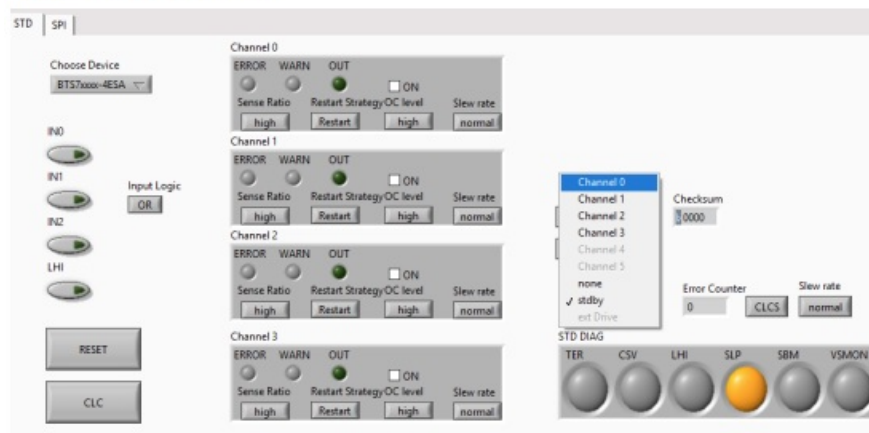 STD SPI
Choose Device
BTS7xxxx-4ESA
IN0
IN1
Input Logic
OR
IN2
LHI
RESET
CLC
Channel 0
ERROR WARN OUT
ON
Sense Ratio Restart Strategy OC level Slew rate
high Restart high normal
Channel 1
ERROR WARN OUT
ON
Sense Ratio Restart Strategy OC level Slew rate
high Restart high normal
Channel 2
ERROR WARN OUT
ON
Sense Ratio Restart Strategy OC level Slew rate
high Restart high normal
Channel 3
ERROR WARN OUT
ON
Sense Ratio Restart Strategy OC level Slew rate
high Restart high normal
Channel 0
Channel 1
Channel 2
Channel 3
Channel 4
Channel 5
none
✓ stdby
ext Drive
Checksum
0000
Error Counter Slew rate
0 CLCS normal
STD DIAG
TER CSV LHI SLP SBM VSMON